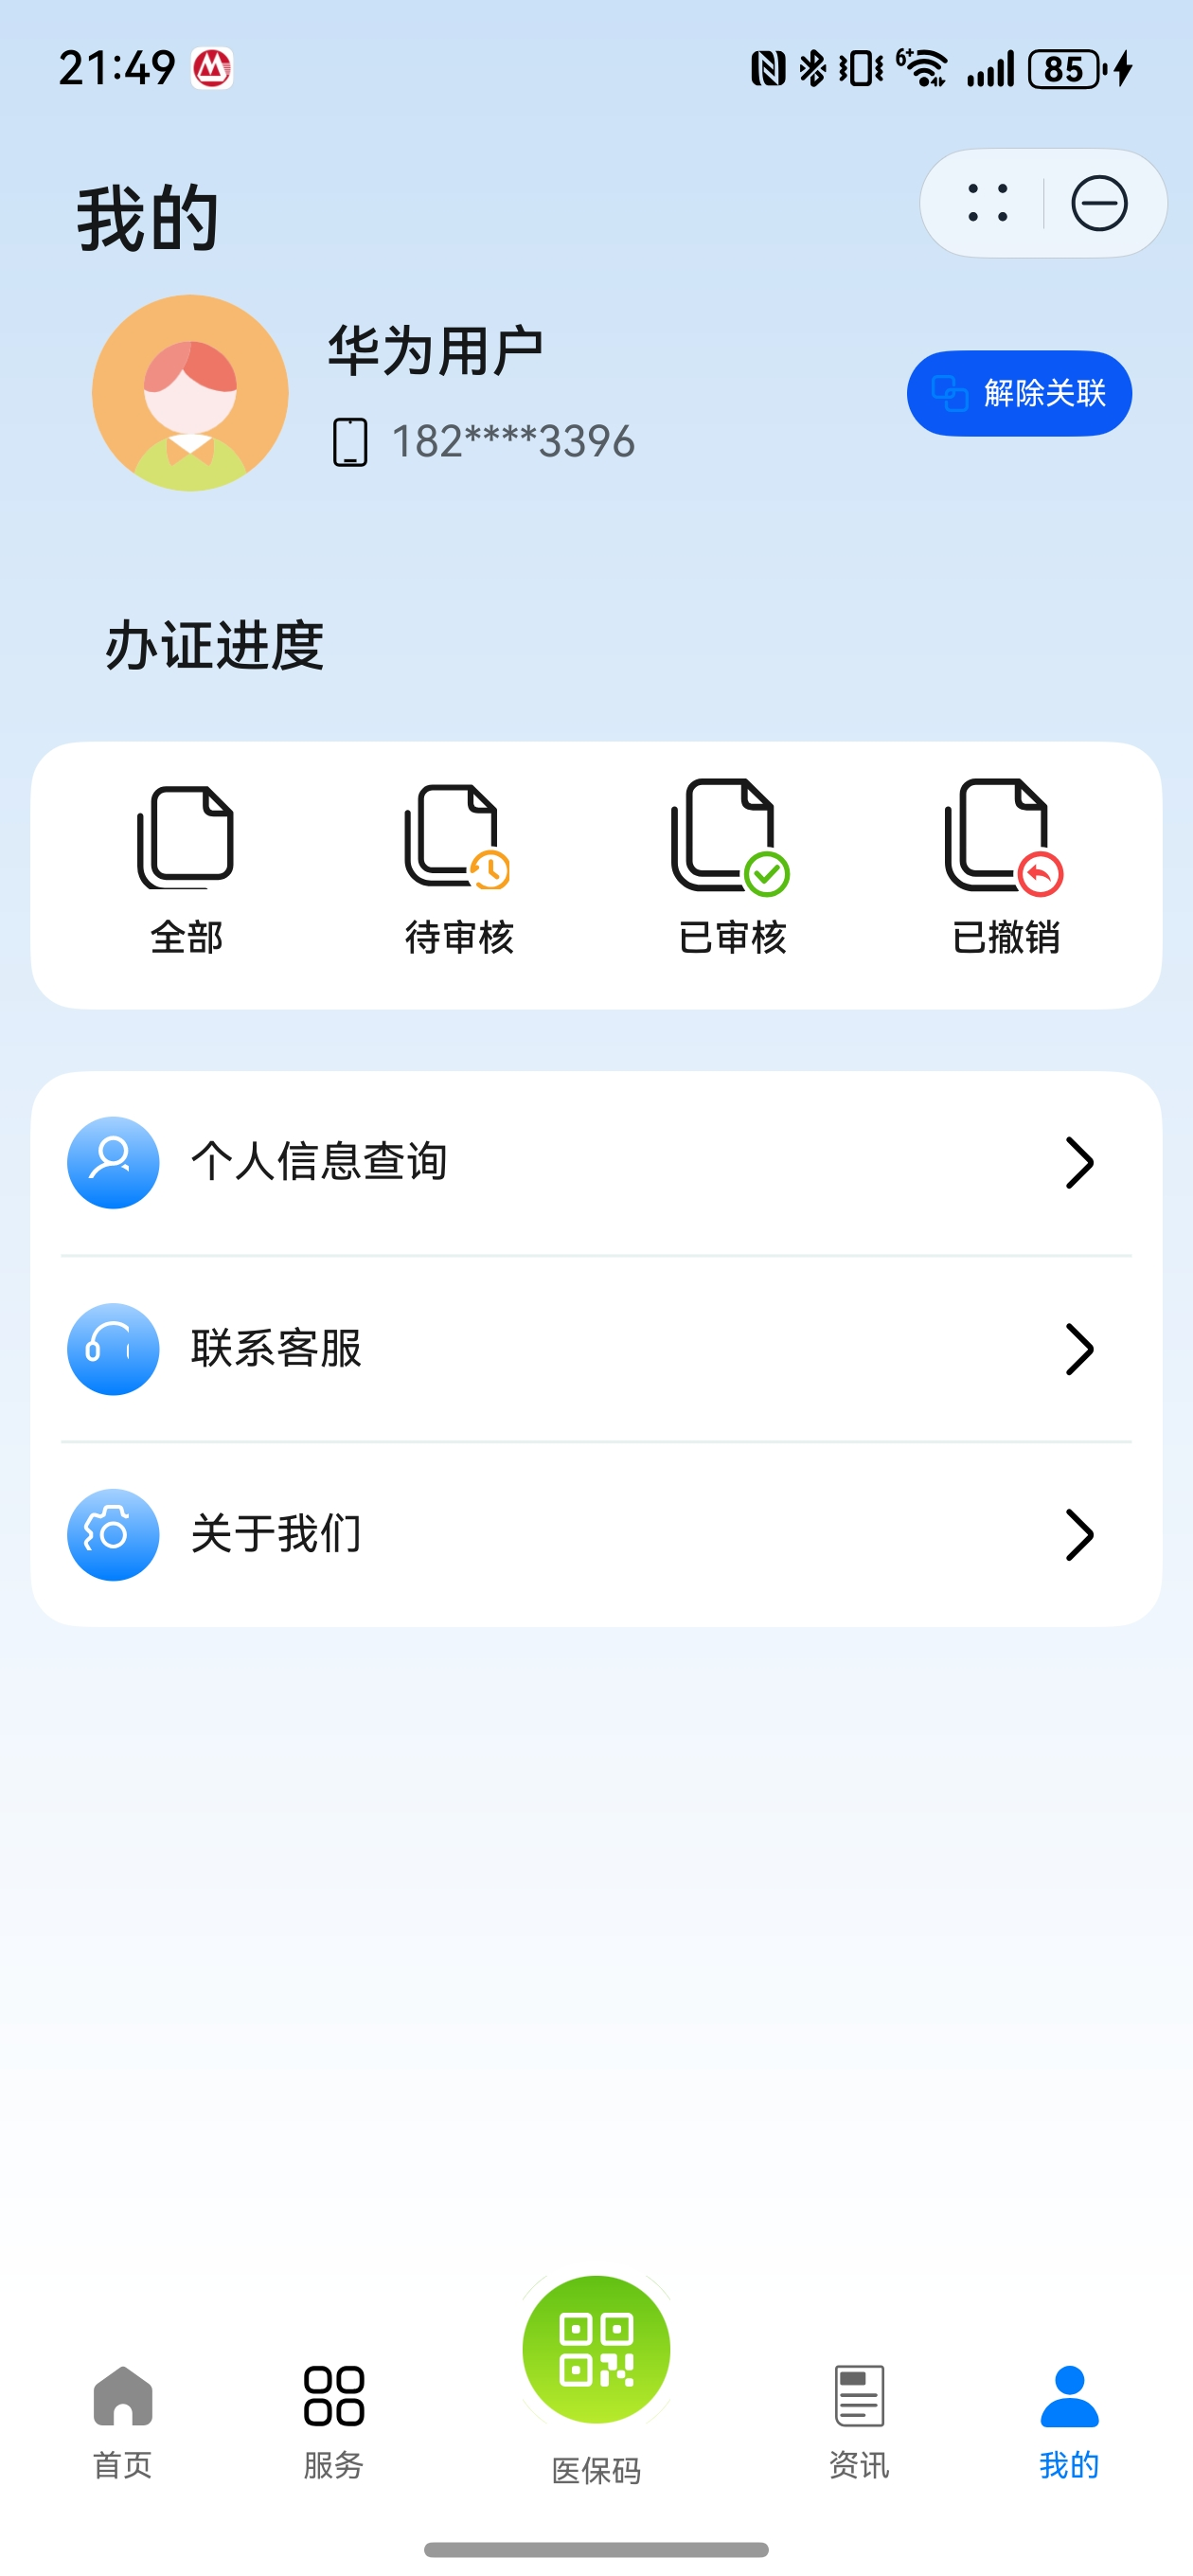 21:49
6+
85
我的
华为用户
182****3396
解除关联
办证进度
全部 待审核 已审核 已撤销
个人信息查询
联系客服
关于我们
首页 服务 医保码 资讯 我的